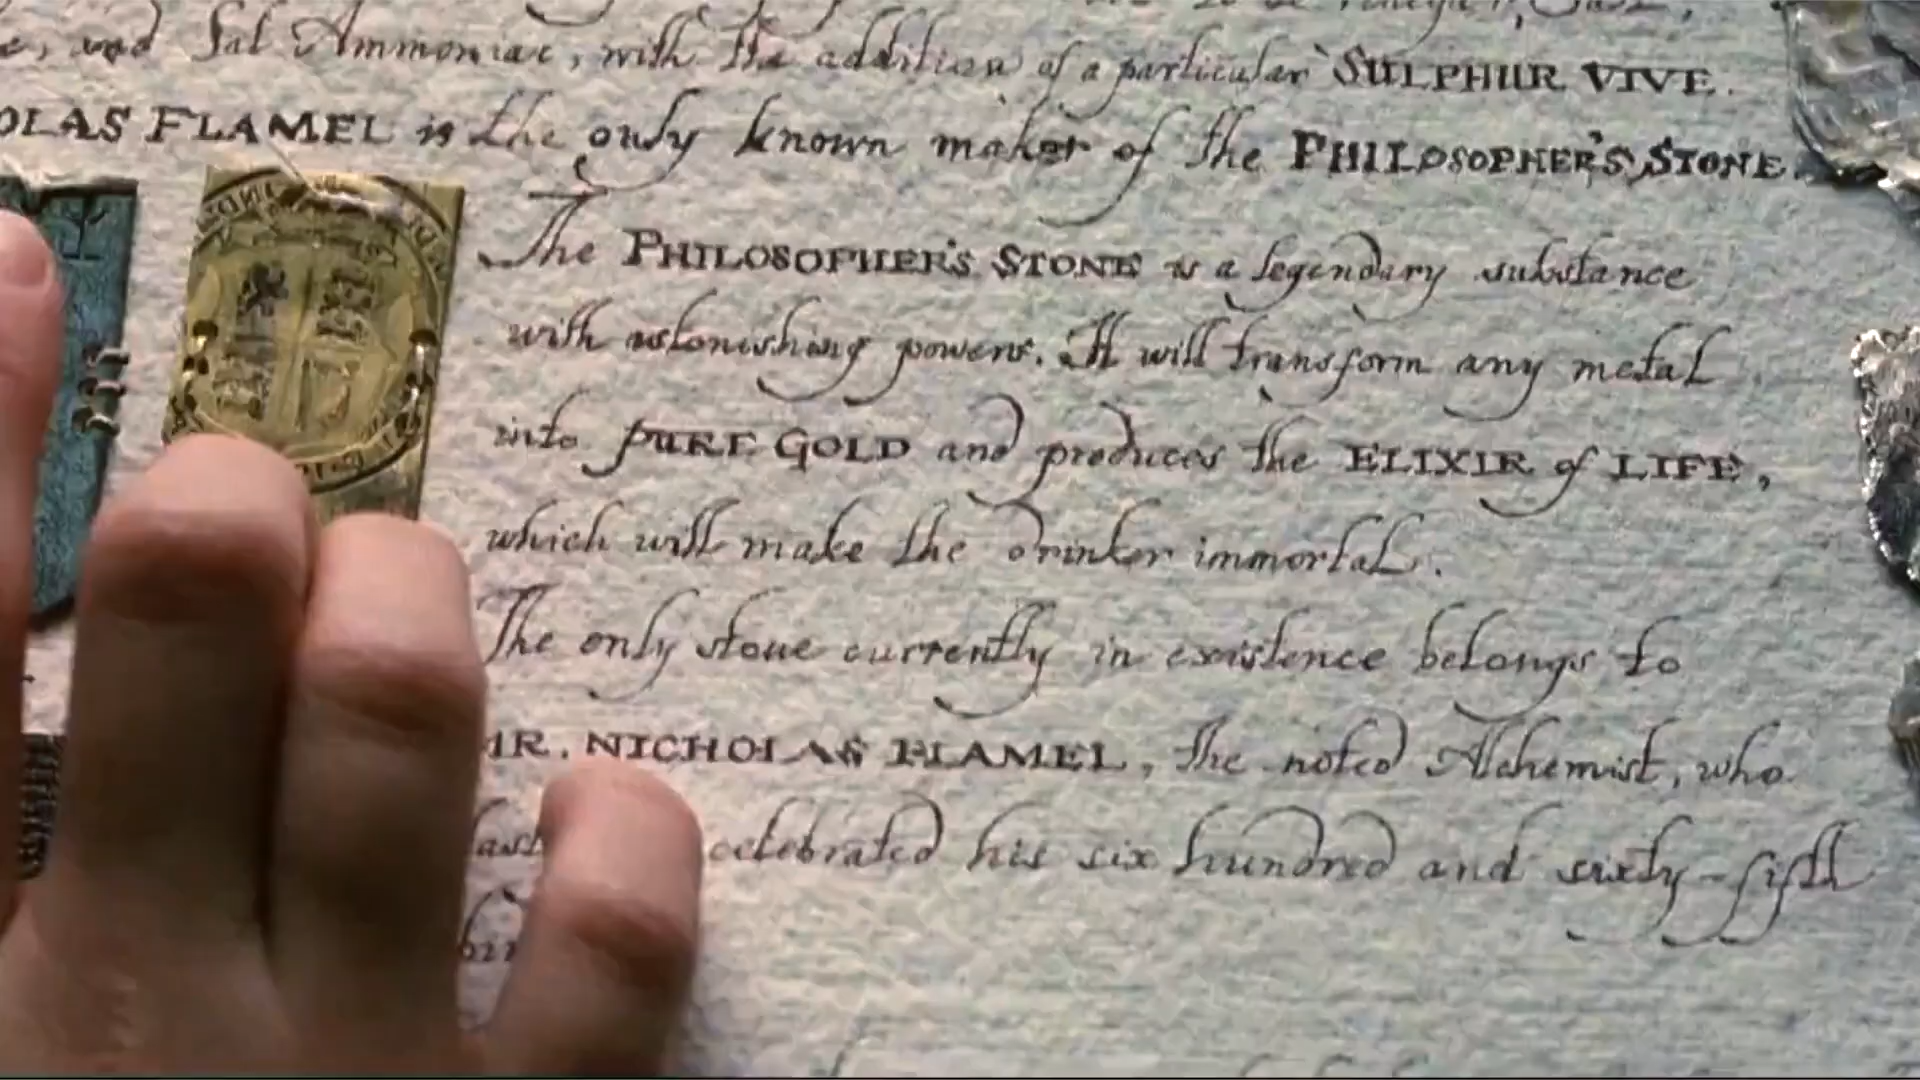 and Sal Ammoniac, with the addition of a particular SULPHUR VIVE.
OLAS FLAMEL is the only known maker of the PHILOSOPHER'S STONE.
The PHILOSOPHER'S STONE is a legendary substance
with astonishing powers. It will transform any metal
into PURE GOLD and produces the ELIXIR of LIFE,
which will make the drinker immortal.
The only stone currently in existence belongs to
MR. NICHOLAS FLAMEL, the noted Alchemist, who
last celebrated his six hundred and sixty-fifth